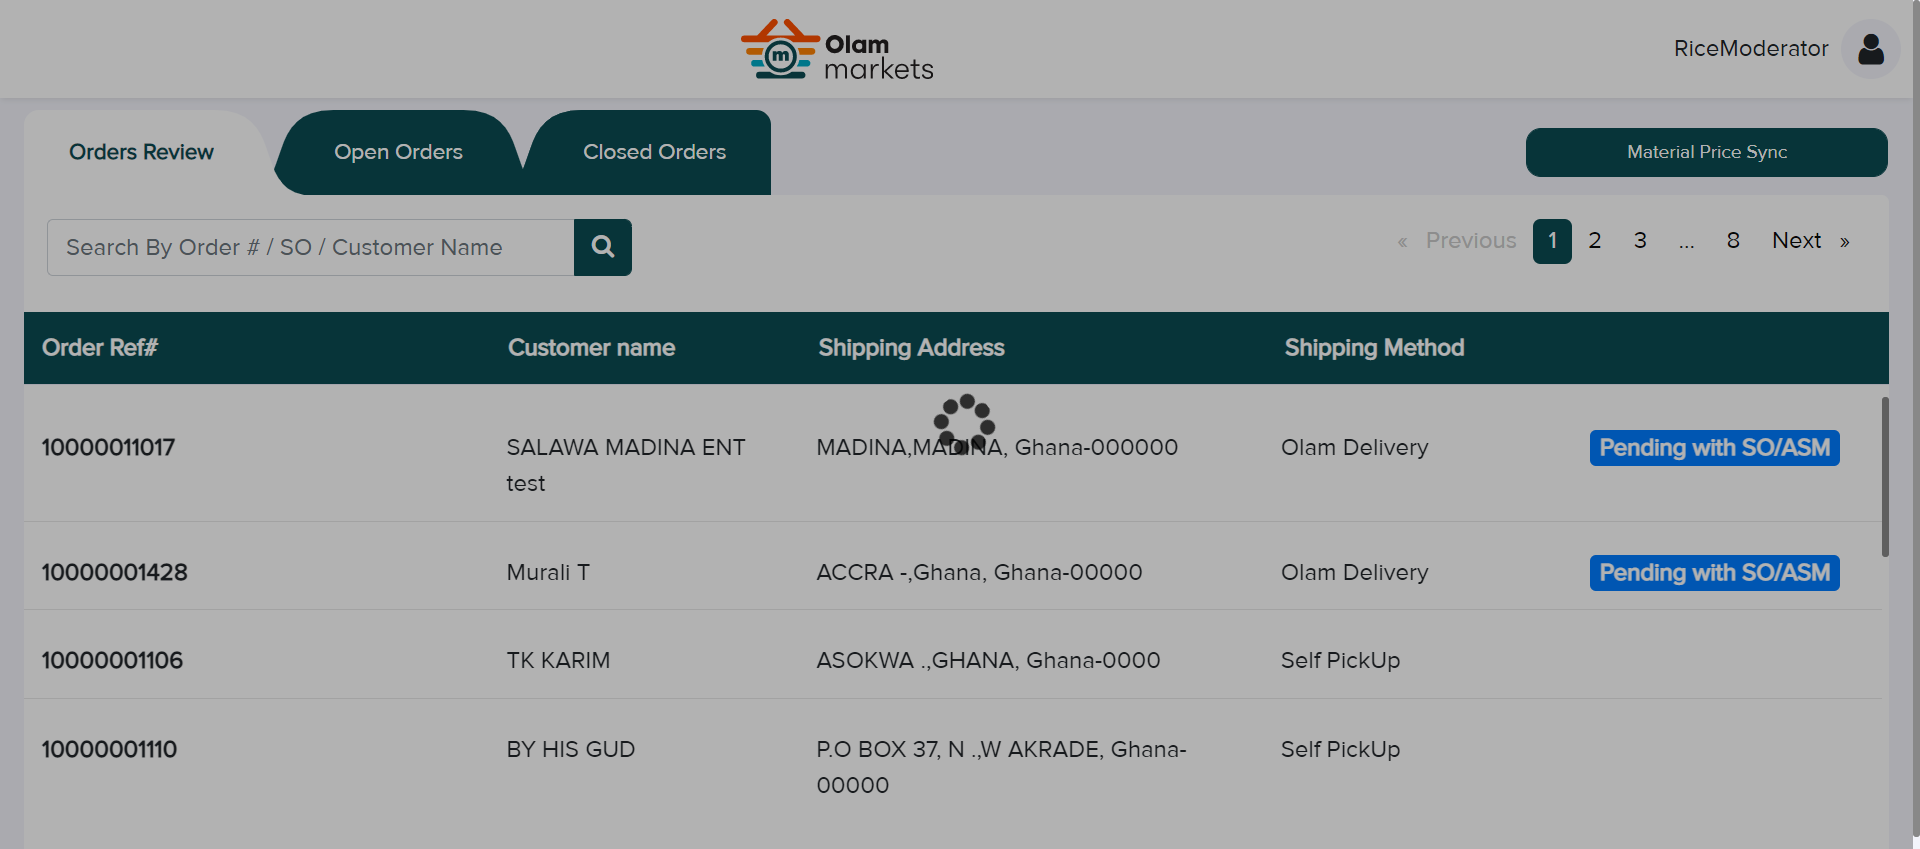 m
Olam
markets
RiceModerator
Orders Review
Open Orders
Closed Orders
Material Price Sync
Search By Order # / SO / Customer Name
« Previous 1 2 3 ... 8 Next »
Order Ref# Customer name Shipping Address Shipping Method
10000011017 SALAWA MADINA ENT MADINA,MADINA, Ghana-000000 Olam Delivery Pending with SO/ASM
test
10000001428 Murali T ACCRA -,Ghana, Ghana-00000 Olam Delivery Pending with SO/ASM
10000001106 TK KARIM ASOKWA .,GHANA, Ghana-0000 Self PickUp
10000001110 BY HIS GUD P.O BOX 37, N .,W AKRADE, Ghana- Self PickUp
00000